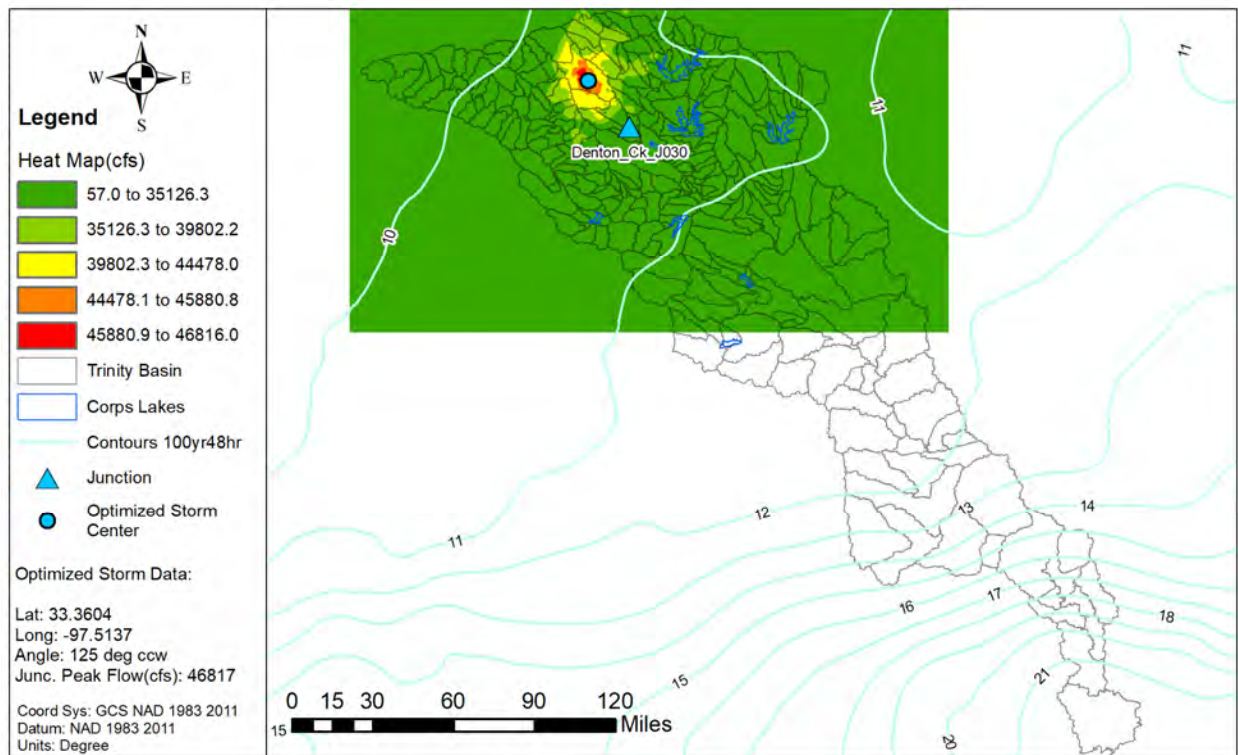 N
W E
S
Legend
Heat Map(cfs)
57.0 to 35126.3
35126.3 to 39802.2
39802.3 to 44478.0
44478.1 to 45880.8
45880.9 to 46816.0
Trinity Basin
Corps Lakes
Contours 100yr48hr
Junction
Optimized Storm
Center
Optimized Storm Data:
Lat: 33.3604
Long: -97.5137
Angle: 125 deg ccw
Junc. Peak Flow(cfs): 46817
Coord Sys: GCS NAD 1983 2011
Datum: NAD 1983 2011
Units: Degree
11
11
Denton_Ck_J030
10
12
13
14
11
16
17
18
15
21
20
15
0 15 30 60 90 120
Miles